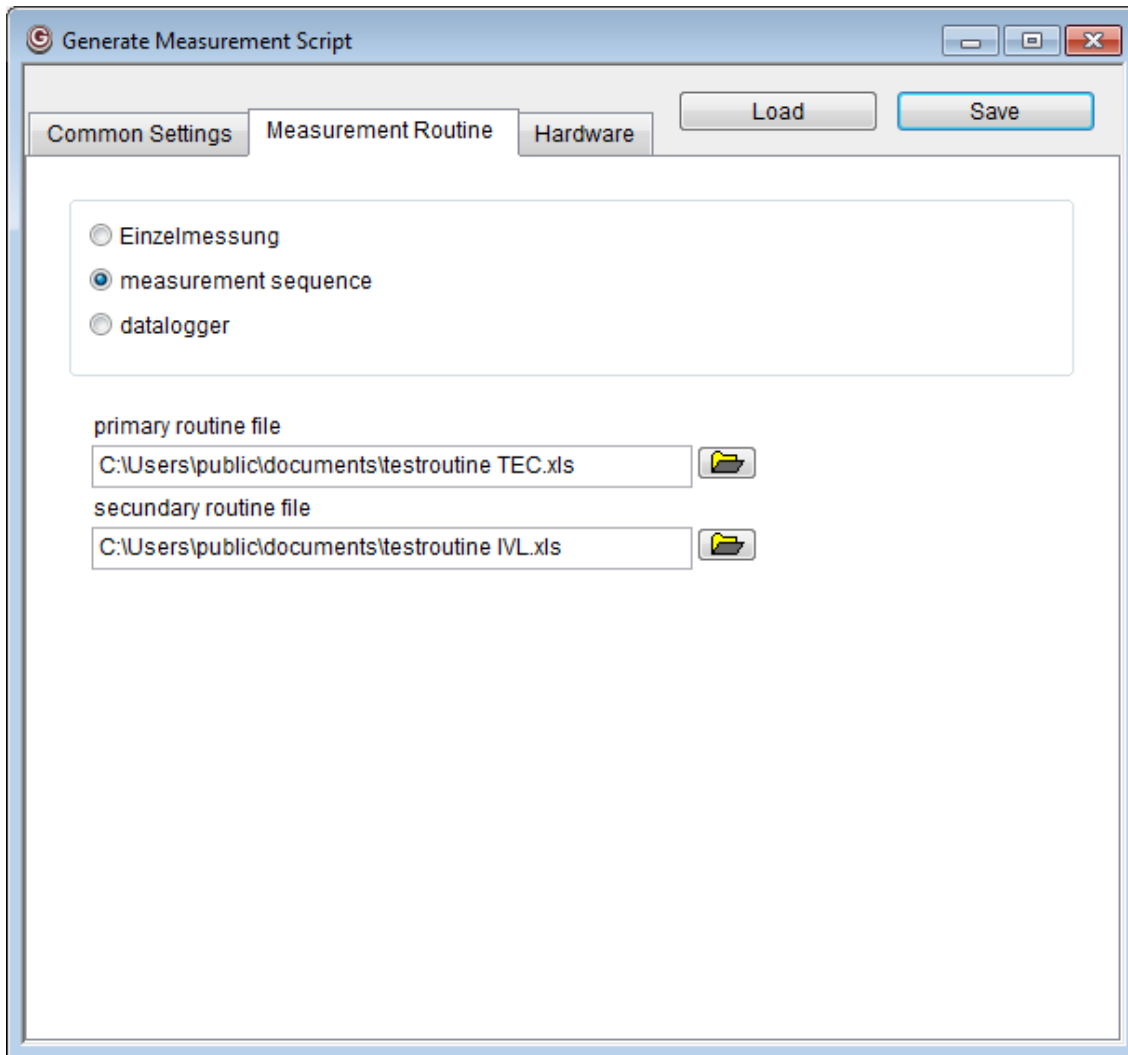 Generate Measurement Script
Load
Save
Common Settings
Measurement Routine
Hardware
Einzelmessung
measurement sequence
datalogger
primary routine file
C:\Users\public\documents\testroutine TEC.xls
secundary routine file
C:\Users\public\documents\testroutine IVL.xls